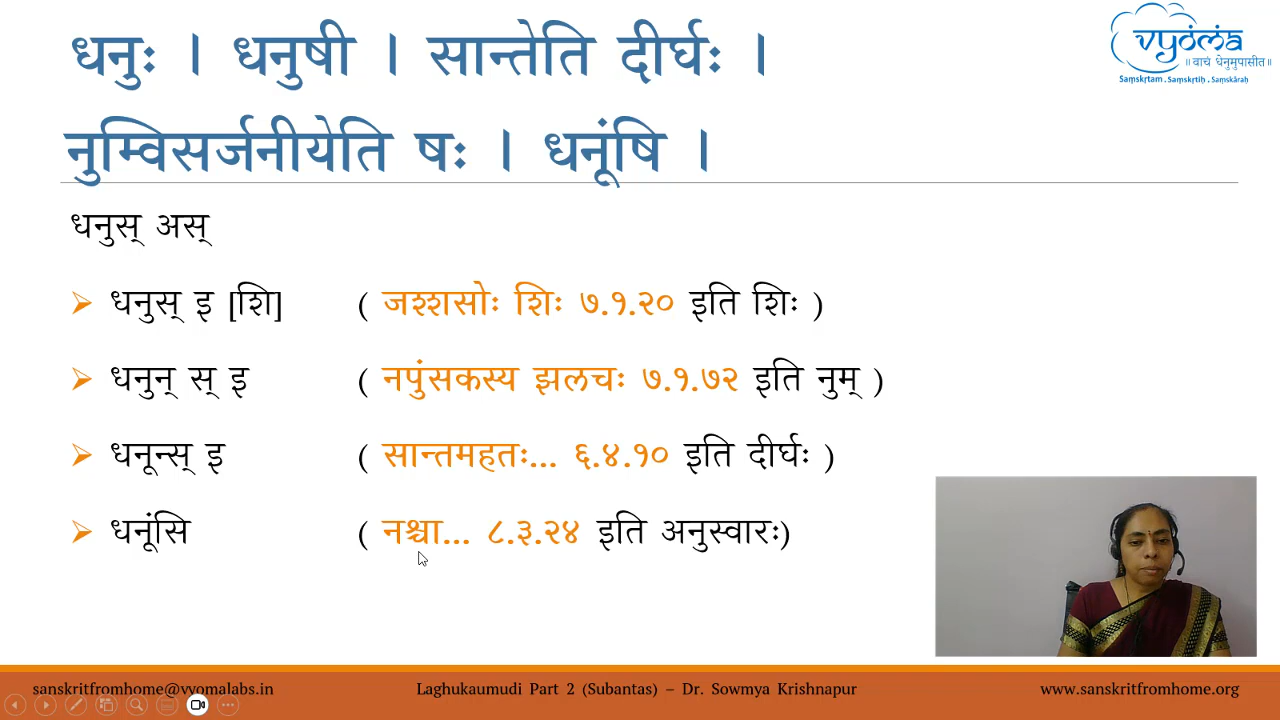 धनुः । धनुषी । सान्तेति दीर्घः ।
नुम्विसर्जनीयेति षः । धनूंषि ।
vyoma
॥ वाचं धेनुमुपासीत॥
Saṃskṛtam . Saṃskṛtiḥ . Saṃskārāḥ
धनुस् अस्
धनुस् इ [शि] ( जश्शसोः शिः ७.१.२० इति शिः )
धनुन् स् इ ( नपुंसकस्य झलचः ७.१.७२ इति नुम् )
धनून्स् इ ( सान्तमहतः... ६.४.१० इति दीर्घः )
धनूंसि ( नश्चा... ८.३.२४ इति अनुस्वारः)
sanskritfromhome@vyomalabs.in Laghukaumudi Part 2 (Subantas) – Dr. Sowmya Krishnapur www.sanskritfromhome.org